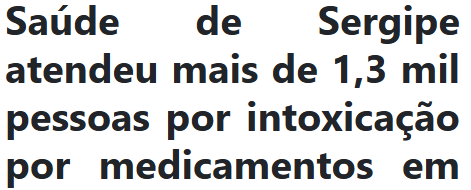 Saúde de Sergipe
atendeu mais de 1,3 mil
pessoas por intoxicação
por medicamentos em